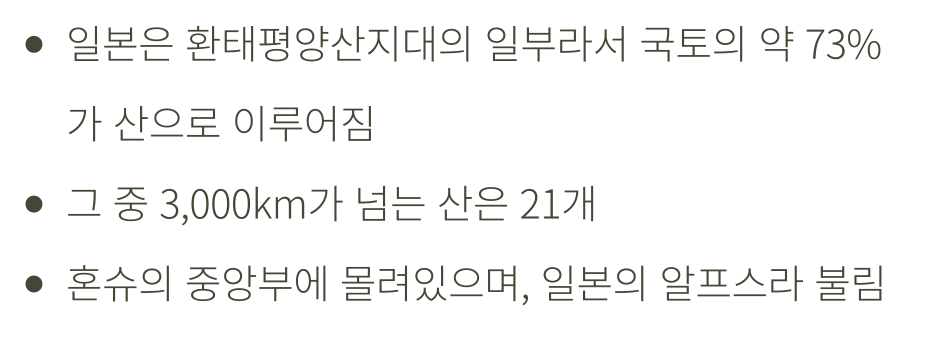 ● 일본은 환태평양산지대의 일부라서 국토의 약 73%
가 산으로 이루어짐
● 그 중 3,000km가 넘는 산은 21개
● 혼슈의 중앙부에 몰려있으며, 일본의 알프스라 불림